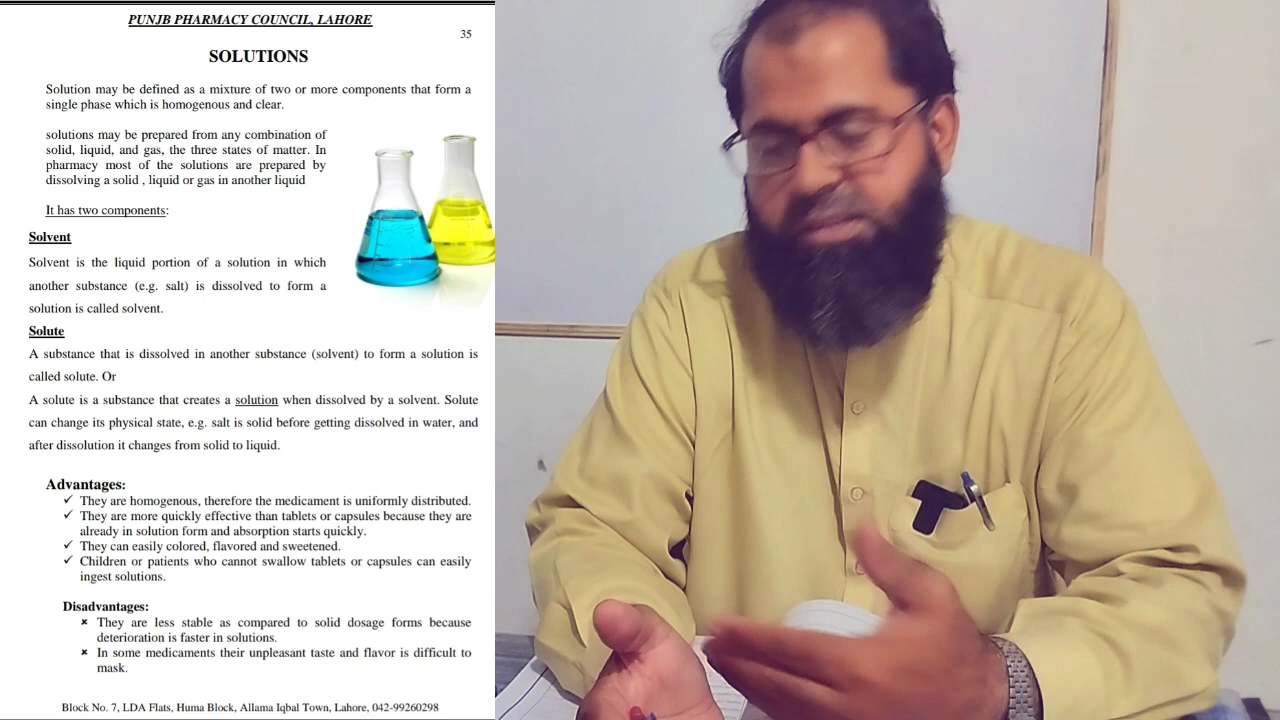 PUNJB PHARMACY COUNCIL, LAHORE
35
SOLUTIONS
Solution may be defined as a mixture of two or more components that form a
single phase which is homogenous and clear.
solutions may be prepared from any combination of
solid, liquid, and gas, the three states of matter. In
pharmacy most of the solutions are prepared by
dissolving a solid , liquid or gas in another liquid
It has two components:
Solvent
Solvent is the liquid portion of a solution in which
another substance (e.g. salt) is dissolved to form a
solution is called solvent.
Solute
A substance that is dissolved in another substance (solvent) to form a solution is
called solute. Or
A solute is a substance that creates a solution when dissolved by a solvent. Solute
can change its physical state, e.g. salt is solid before getting dissolved in water, and
after dissolution it changes from solid to liquid.
Advantages:
✓ They are homogenous, therefore the medicament is uniformly distributed.
✓ They are more quickly effective than tablets or capsules because they are
already in solution form and absorption starts quickly.
✓ They can easily colored, flavored and sweetened.
✓ Children or patients who cannot swallow tablets or capsules can easily
ingest solutions.
Disadvantages:
× They are less stable as compared to solid dosage forms because
deterioration is faster in solutions.
× In some medicaments their unpleasant taste and flavor is difficult to
mask.
Block No. 7, LDA Flats, Huma Block, Allama Iqbal Town, Lahore, 042-99260298